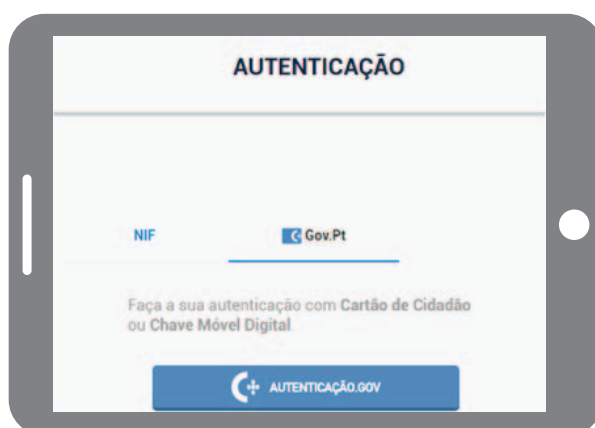 AUTENTICAÇÃO
NIF
Gov.Pt
Faça a sua autenticação com Cartão de Cidadão
ou Chave Móvel Digital
AUTENTICAÇÃO.GOV